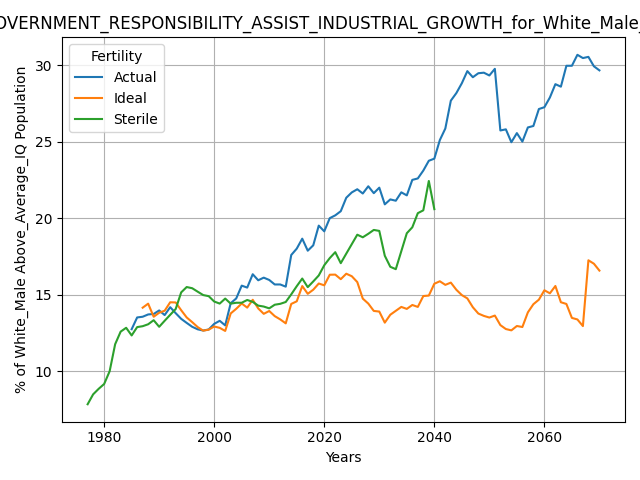 OVERNMENT_RESPONSIBILITY_ASSIST_INDUSTRIAL_GROWTH_for_White_Male_
Fertility
Actual
Ideal
Sterile
% of White_Male Above_Average_IQ Population
30
25
20
15
10
1980 2000 2020 2040 2060
Years